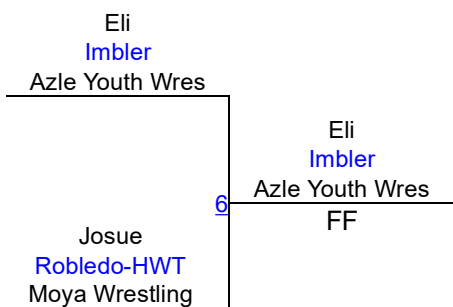 Eli
Imbler
Azle Youth Wres
Eli
Imbler
Azle Youth Wres
6
FF
Josue
Robledo-HWT
Moya Wrestling